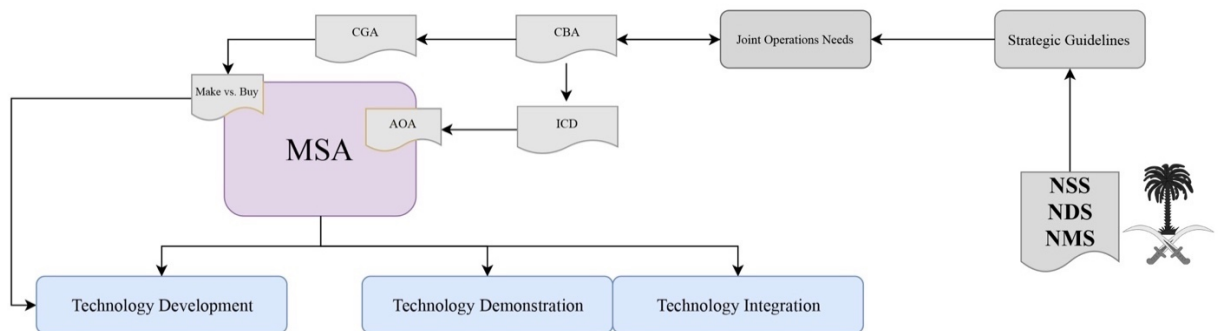 CGA
CBA
Joint Operations Needs
Strategic Guidelines
Make vs. Buy
AOA
ICD
MSA
NSS
NDS
NMS
Technology Development
Technology Demonstration
Technology Integration